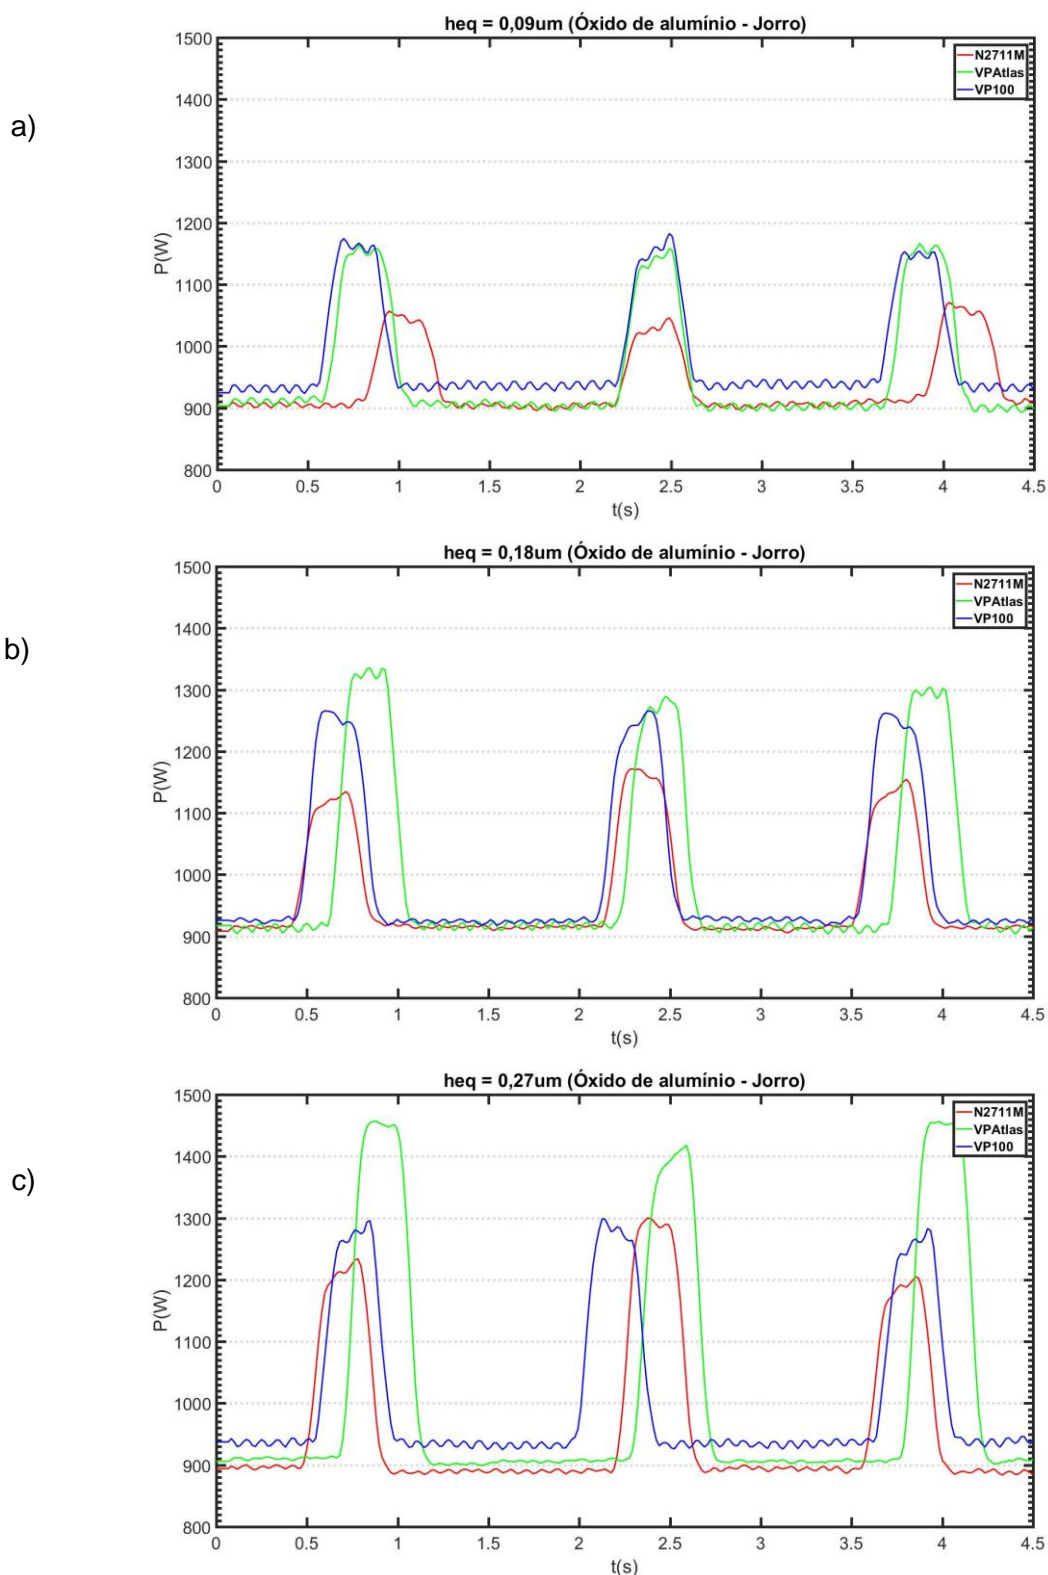 a)
heq = 0,09um (Óxido de alumínio - Jorro)
1500
1400
1300
1200
1100
1000
900
800
P(W)
N2711M
VPAtlas
VP100
0 0.5 1 1.5 2 2.5 3 3.5 4 4.5
t(s)
b)
heq = 0,18um (Óxido de alumínio - Jorro)
1500
1400
1300
1200
1100
1000
900
800
P(W)
N2711M
VPAtlas
VP100
0 0.5 1 1.5 2 2.5 3 3.5 4 4.5
t(s)
c)
heq = 0,27um (Óxido de alumínio - Jorro)
1500
1400
1300
1200
1100
1000
900
800
P(W)
N2711M
VPAtlas
VP100
0 0.5 1 1.5 2 2.5 3 3.5 4 4.5
t(s)